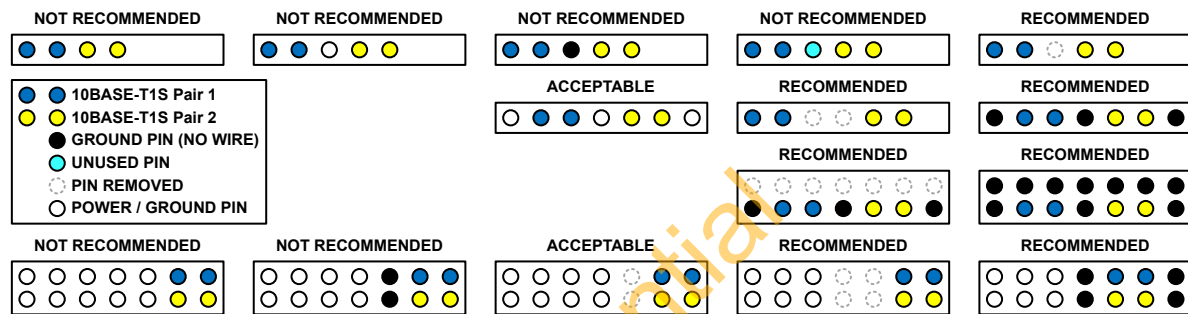 NOT RECOMMENDED NOT RECOMMENDED NOT RECOMMENDED NOT RECOMMENDED RECOMMENDED
ACCEPTABLE RECOMMENDED RECOMMENDED
10BASE-T1S Pair 1
10BASE-T1S Pair 2
GROUND PIN (NO WIRE)
UNUSED PIN
PIN REMOVED
POWER / GROUND PIN
RECOMMENDED RECOMMENDED
NOT RECOMMENDED NOT RECOMMENDED ACCEPTABLE RECOMMENDED RECOMMENDED